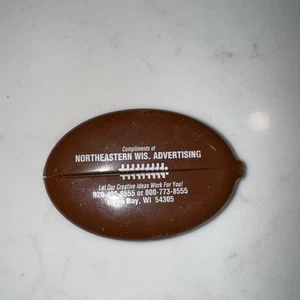 Compliments of
NORTHEASTERN WIS. ADVERTISING
Let Our Creative Ideas Work For You!
or 800-773-8555
Bay, WI 54305